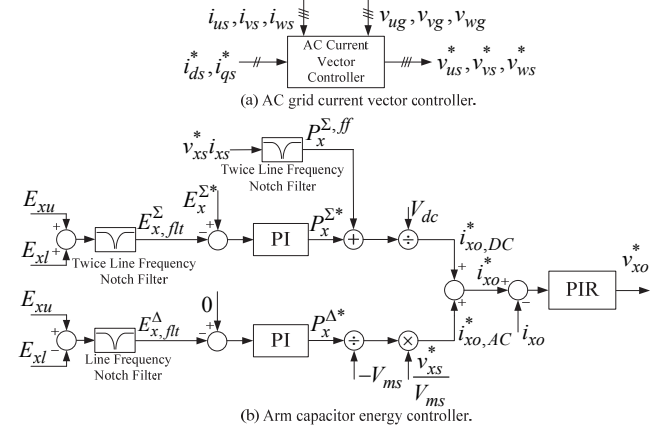 i_us, i_vs, i_ws
v_ug, v_vg, v_wg
i*_ds, i*_qs
AC Current
Vector
Controller
v*_us, v*_vs, v*_ws
(a) AC grid current vector controller.
v*_xs i_xs
P_x^Σ,ff
Twice Line Frequency
Notch Filter
E_xu
+
E_xl
+
E^Σ_x,flt
Twice Line Frequency
Notch Filter
E_x^Σ*
+
−
PI
P_x^Σ*
+
÷
V_dc
i*_xo,DC
+
E_xu
+
E_xl
−
E^Δ_x,flt
Line Frequency
Notch Filter
0
+
−
PI
P_x^Δ*
÷
−V_ms
×
v*_xs
V_ms
i*_xo,AC
+
i*_xo
+
−
i_xo
PIR
v*_xo
(b) Arm capacitor energy controller.